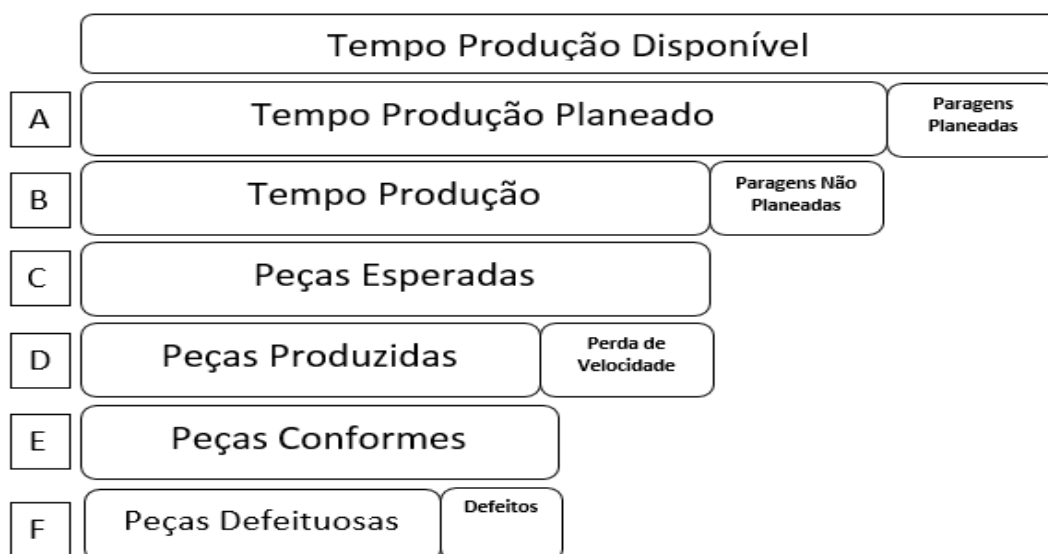 Tempo Produção Disponível
A
Tempo Produção Planeado
Paragens
Planeadas
B
Tempo Produção
Paragens Não
Planeadas
C
Peças Esperadas
D
Peças Produzidas
Perda de
Velocidade
E
Peças Conformes
F
Peças Defeituosas
Defeitos